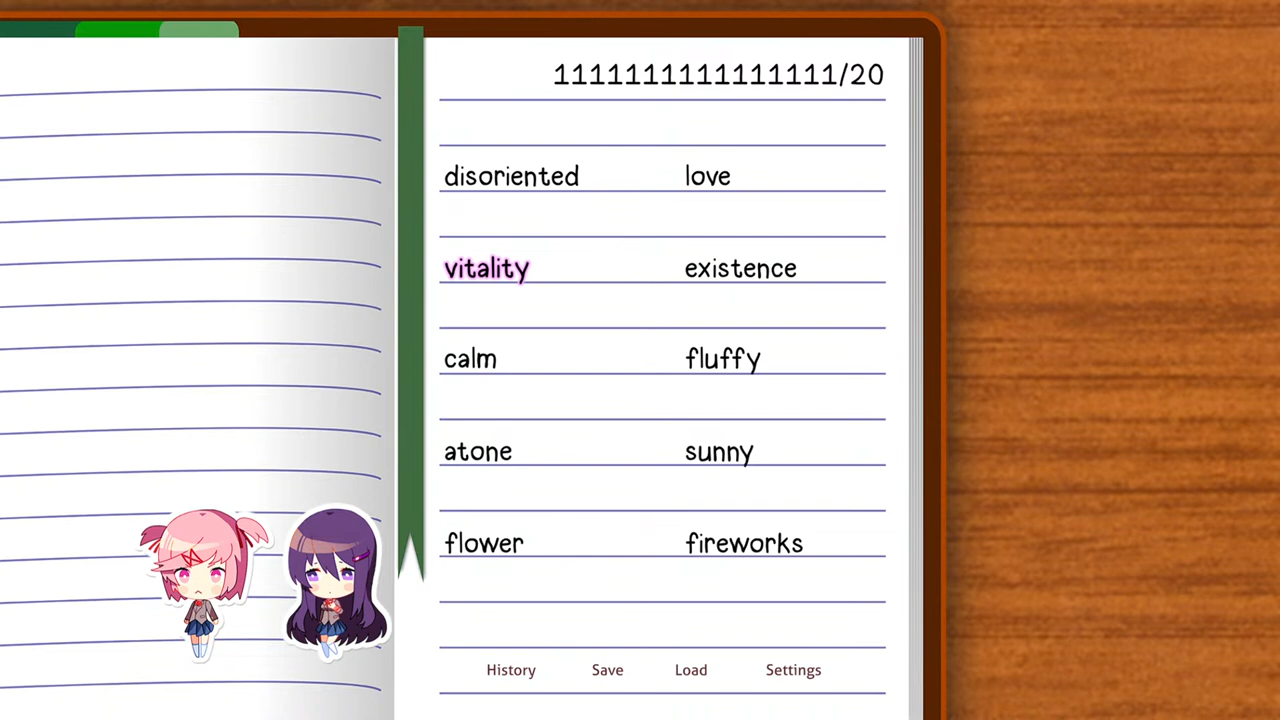 1111111111111111/20
disoriented love
vitality existence
calm fluffy
atone sunny
flower fireworks
History Save Load Settings